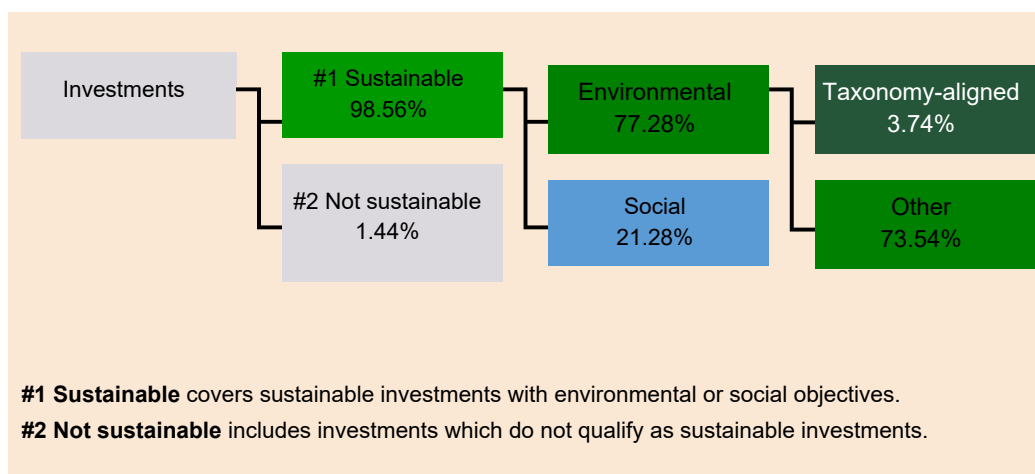 Investments
#1 Sustainable
98.56%
#2 Not sustainable
1.44%
Environmental
77.28%
Social
21.28%
Taxonomy-aligned
3.74%
Other
73.54%
#1 Sustainable covers sustainable investments with environmental or social objectives.
#2 Not sustainable includes investments which do not qualify as sustainable investments.